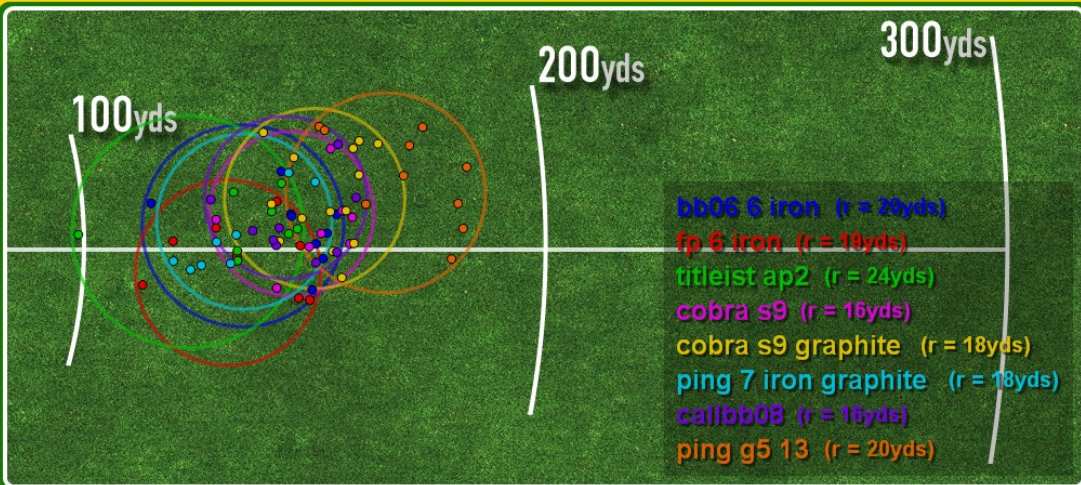 100yds
200yds
300yds
bb06 6 iron (r = 20yds)
fp 6 iron (r = 19yds)
titleist ap2 (r = 24yds)
cobra s9 (r = 16yds)
cobra s9 graphite (r = 18yds)
ping 7 iron graphite (r = 18yds)
callbb08 (r = 16yds)
ping g5 13 (r = 20yds)